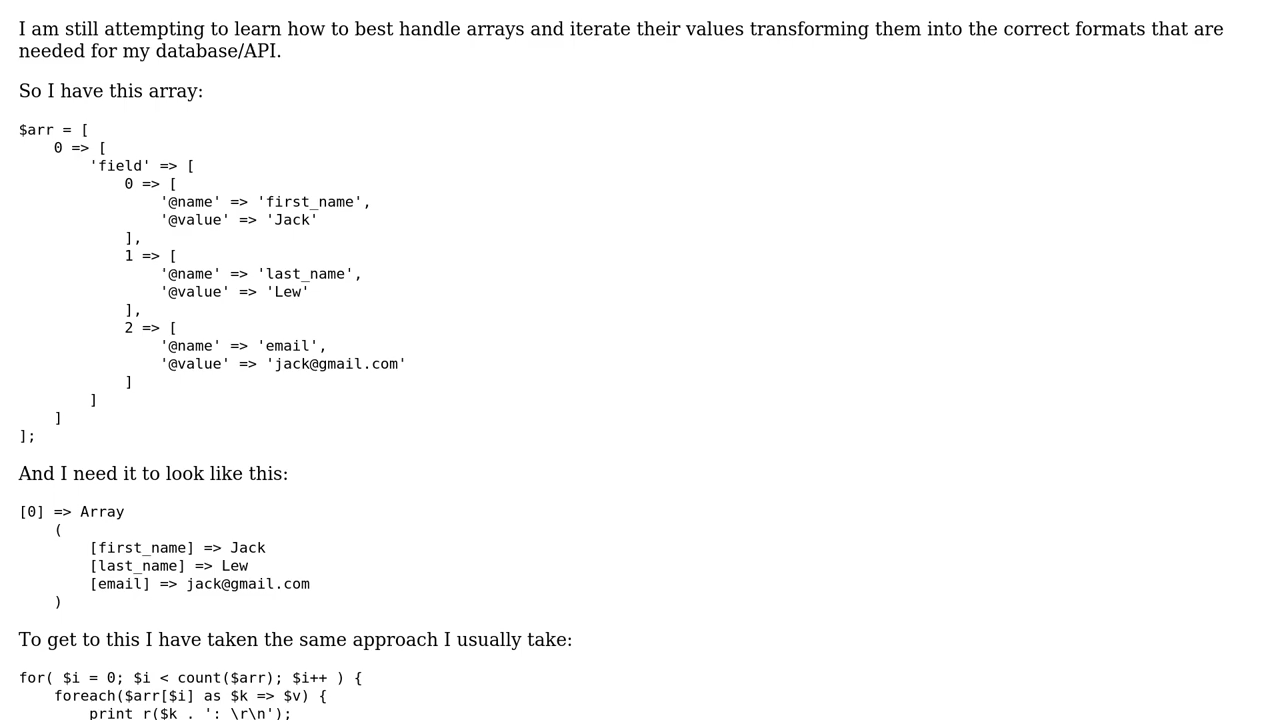 I am still attempting to learn how to best handle arrays and iterate their values transforming them into the correct formats that are
needed for my database/API.
So I have this array:
$arr = [
    0 => [
        'field' => [
            0 => [
                '@name' => 'first_name',
                '@value' => 'Jack'
            ],
            1 => [
                '@name' => 'last_name',
                '@value' => 'Lew'
            ],
            2 => [
                '@name' => 'email',
                '@value' => 'jack@gmail.com'
            ]
        ]
    ]
];
And I need it to look like this:
[0] => Array
    (
        [first_name] => Jack
        [last_name] => Lew
        [email] => jack@gmail.com
    )
To get to this I have taken the same approach I usually take:
for( $i = 0; $i < count($arr); $i++ ) {
    foreach($arr[$i] as $k => $v) {
        print_r($k . ': \r\n');